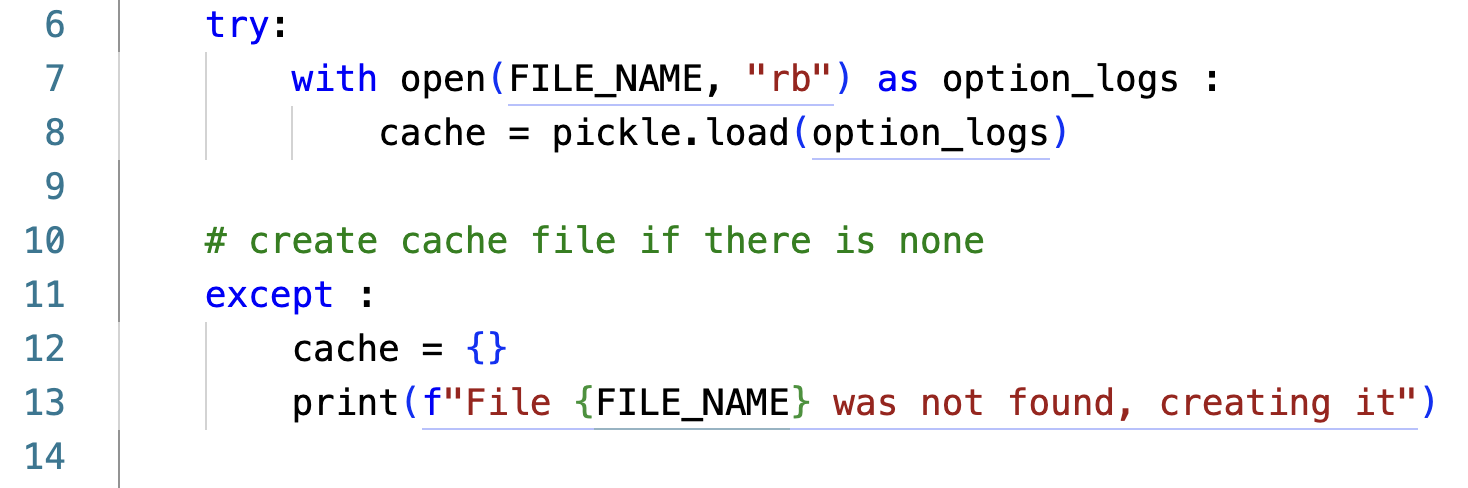 6 try:
7 with open(FILE_NAME, "rb") as option_logs :
8 cache = pickle.load(option_logs)
9
10 # create cache file if there is none
11 except :
12 cache = {}
13 print(f"File {FILE_NAME} was not found, creating it")
14